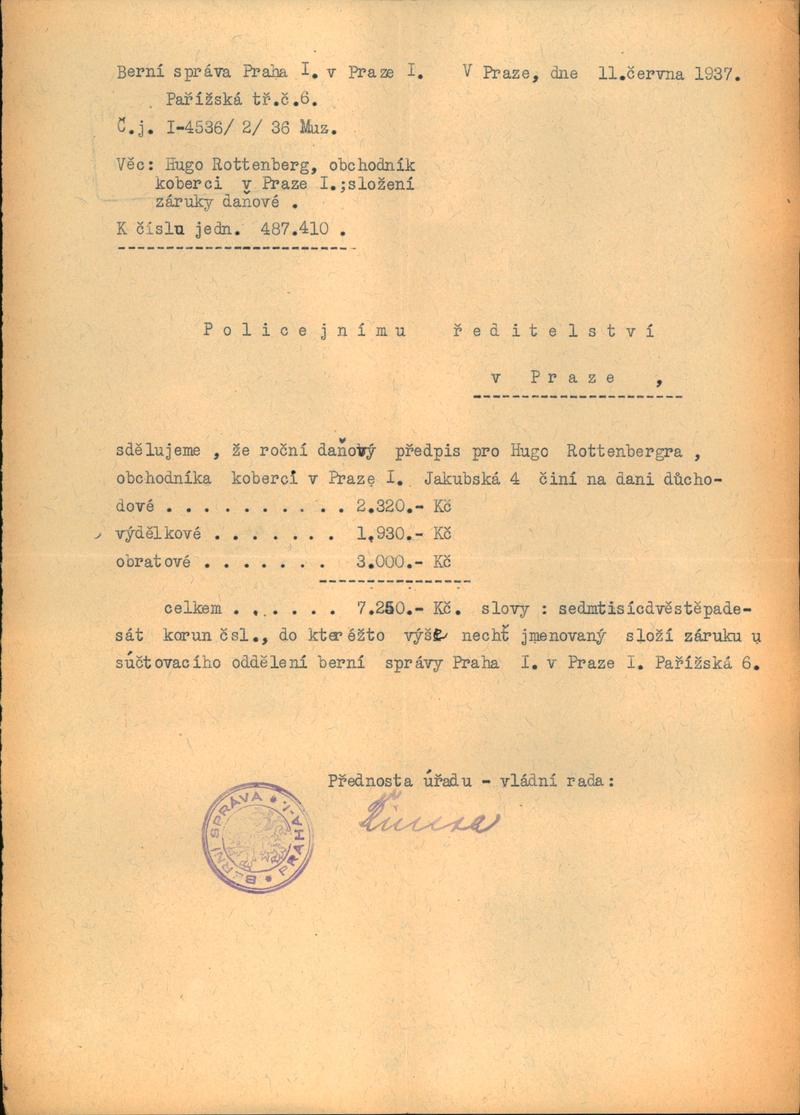 Berní správa Praha I. v Praze I. V Praze, dne 11.června 1937.
Pařížská tř.č.6.
Č.j. I-4536/ 2/ 36 Muz.
Věc: Hugo Rottenberg, obchodník
koberci v Praze I.;složení
záruky daňové .
K číslu jedn. 487.410 .
Policejnímu ředitelství
v Praze ,
sdělujeme , že roční daňový předpis pro Hugo Rottenbergra ,
obchodníka koberci v Praze I. Jakubská 4 činí na dani důcho-
dové . . . . . . . . . . 2.320.- Kč
výdělkové . . . . . . . 1,930.- Kč
obratové . . . . . . . 3.000.- Kč
celkem . . . . . . 7.250.- Kč. slovy : sedmtisícdvěstěpade-
sát korun čsl., do kteréžto výše nechť jmenovaný složí záruku u
súčtovacího oddělení berní správy Praha I. v Praze I. Pařížská 6.
Přednosta úřadu - vládní rada:
BERNÍ SPRÁVA • PRAHA-I. •